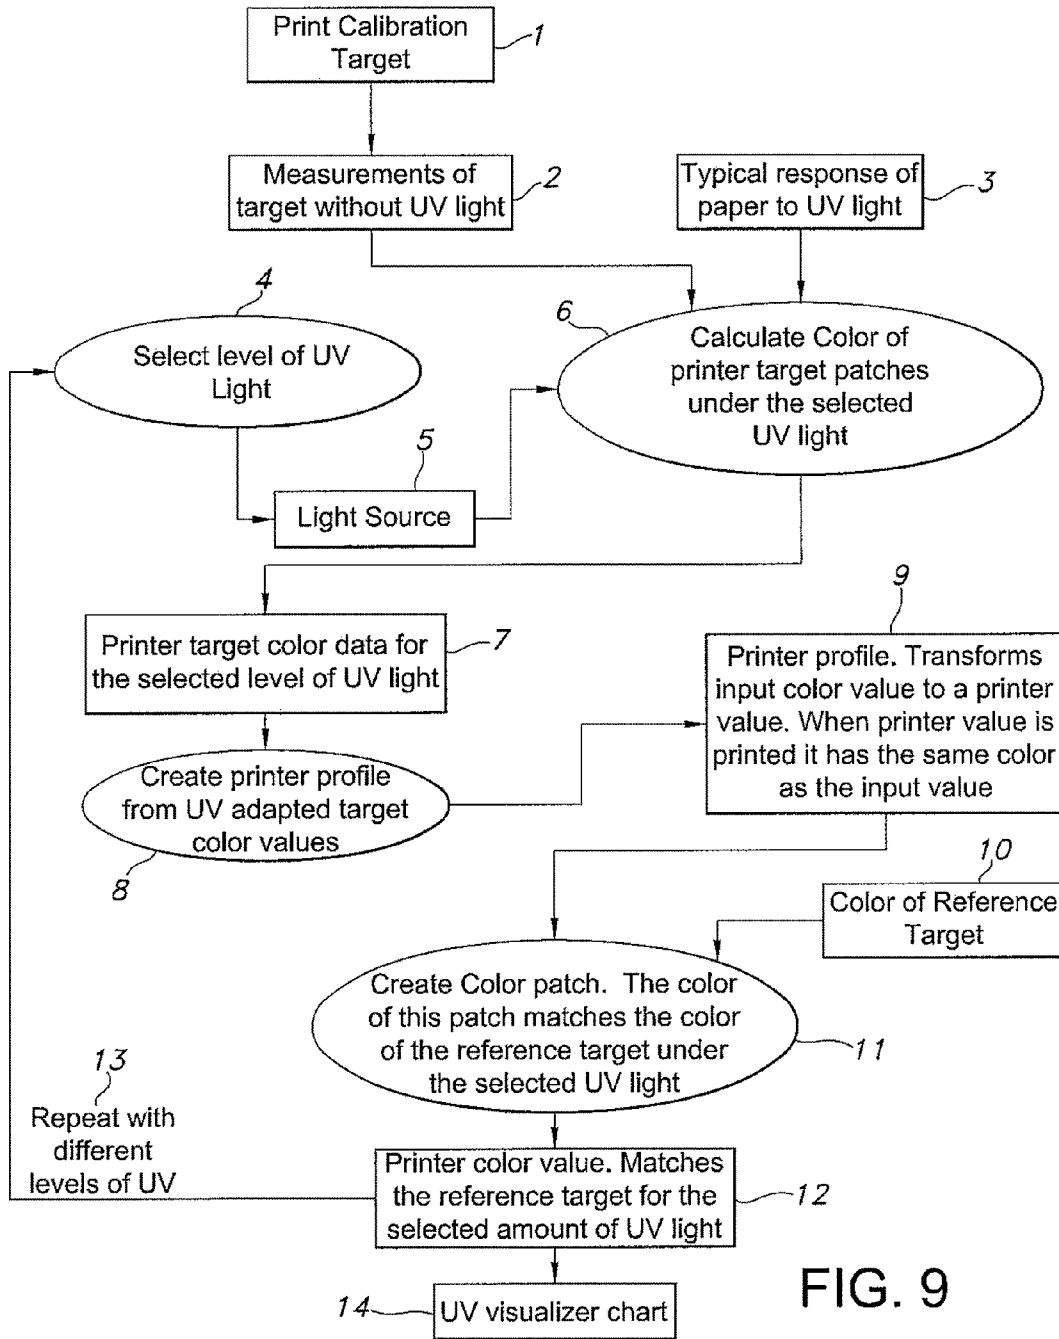 Print Calibration
Target
1
Measurements of
target without UV light
2
Typical response of
paper to UV light
3
4
Select level of UV
Light
5
Light Source
6
Calculate Color of
printer target patches
under the selected
UV light
Printer target color data for
the selected level of UV light
7
Create printer profile
from UV adapted target
color values
8
9
Printer profile. Transforms
input color value to a printer
value. When printer value is
printed it has the same color
as the input value
10
Color of Reference
Target
Create Color patch. The color
of this patch matches the color
of the reference target under
the selected UV light
11
13
Repeat with
different
levels of UV
Printer color value. Matches
the reference target for the
selected amount of UV light
12
14
UV visualizer chart
FIG. 9